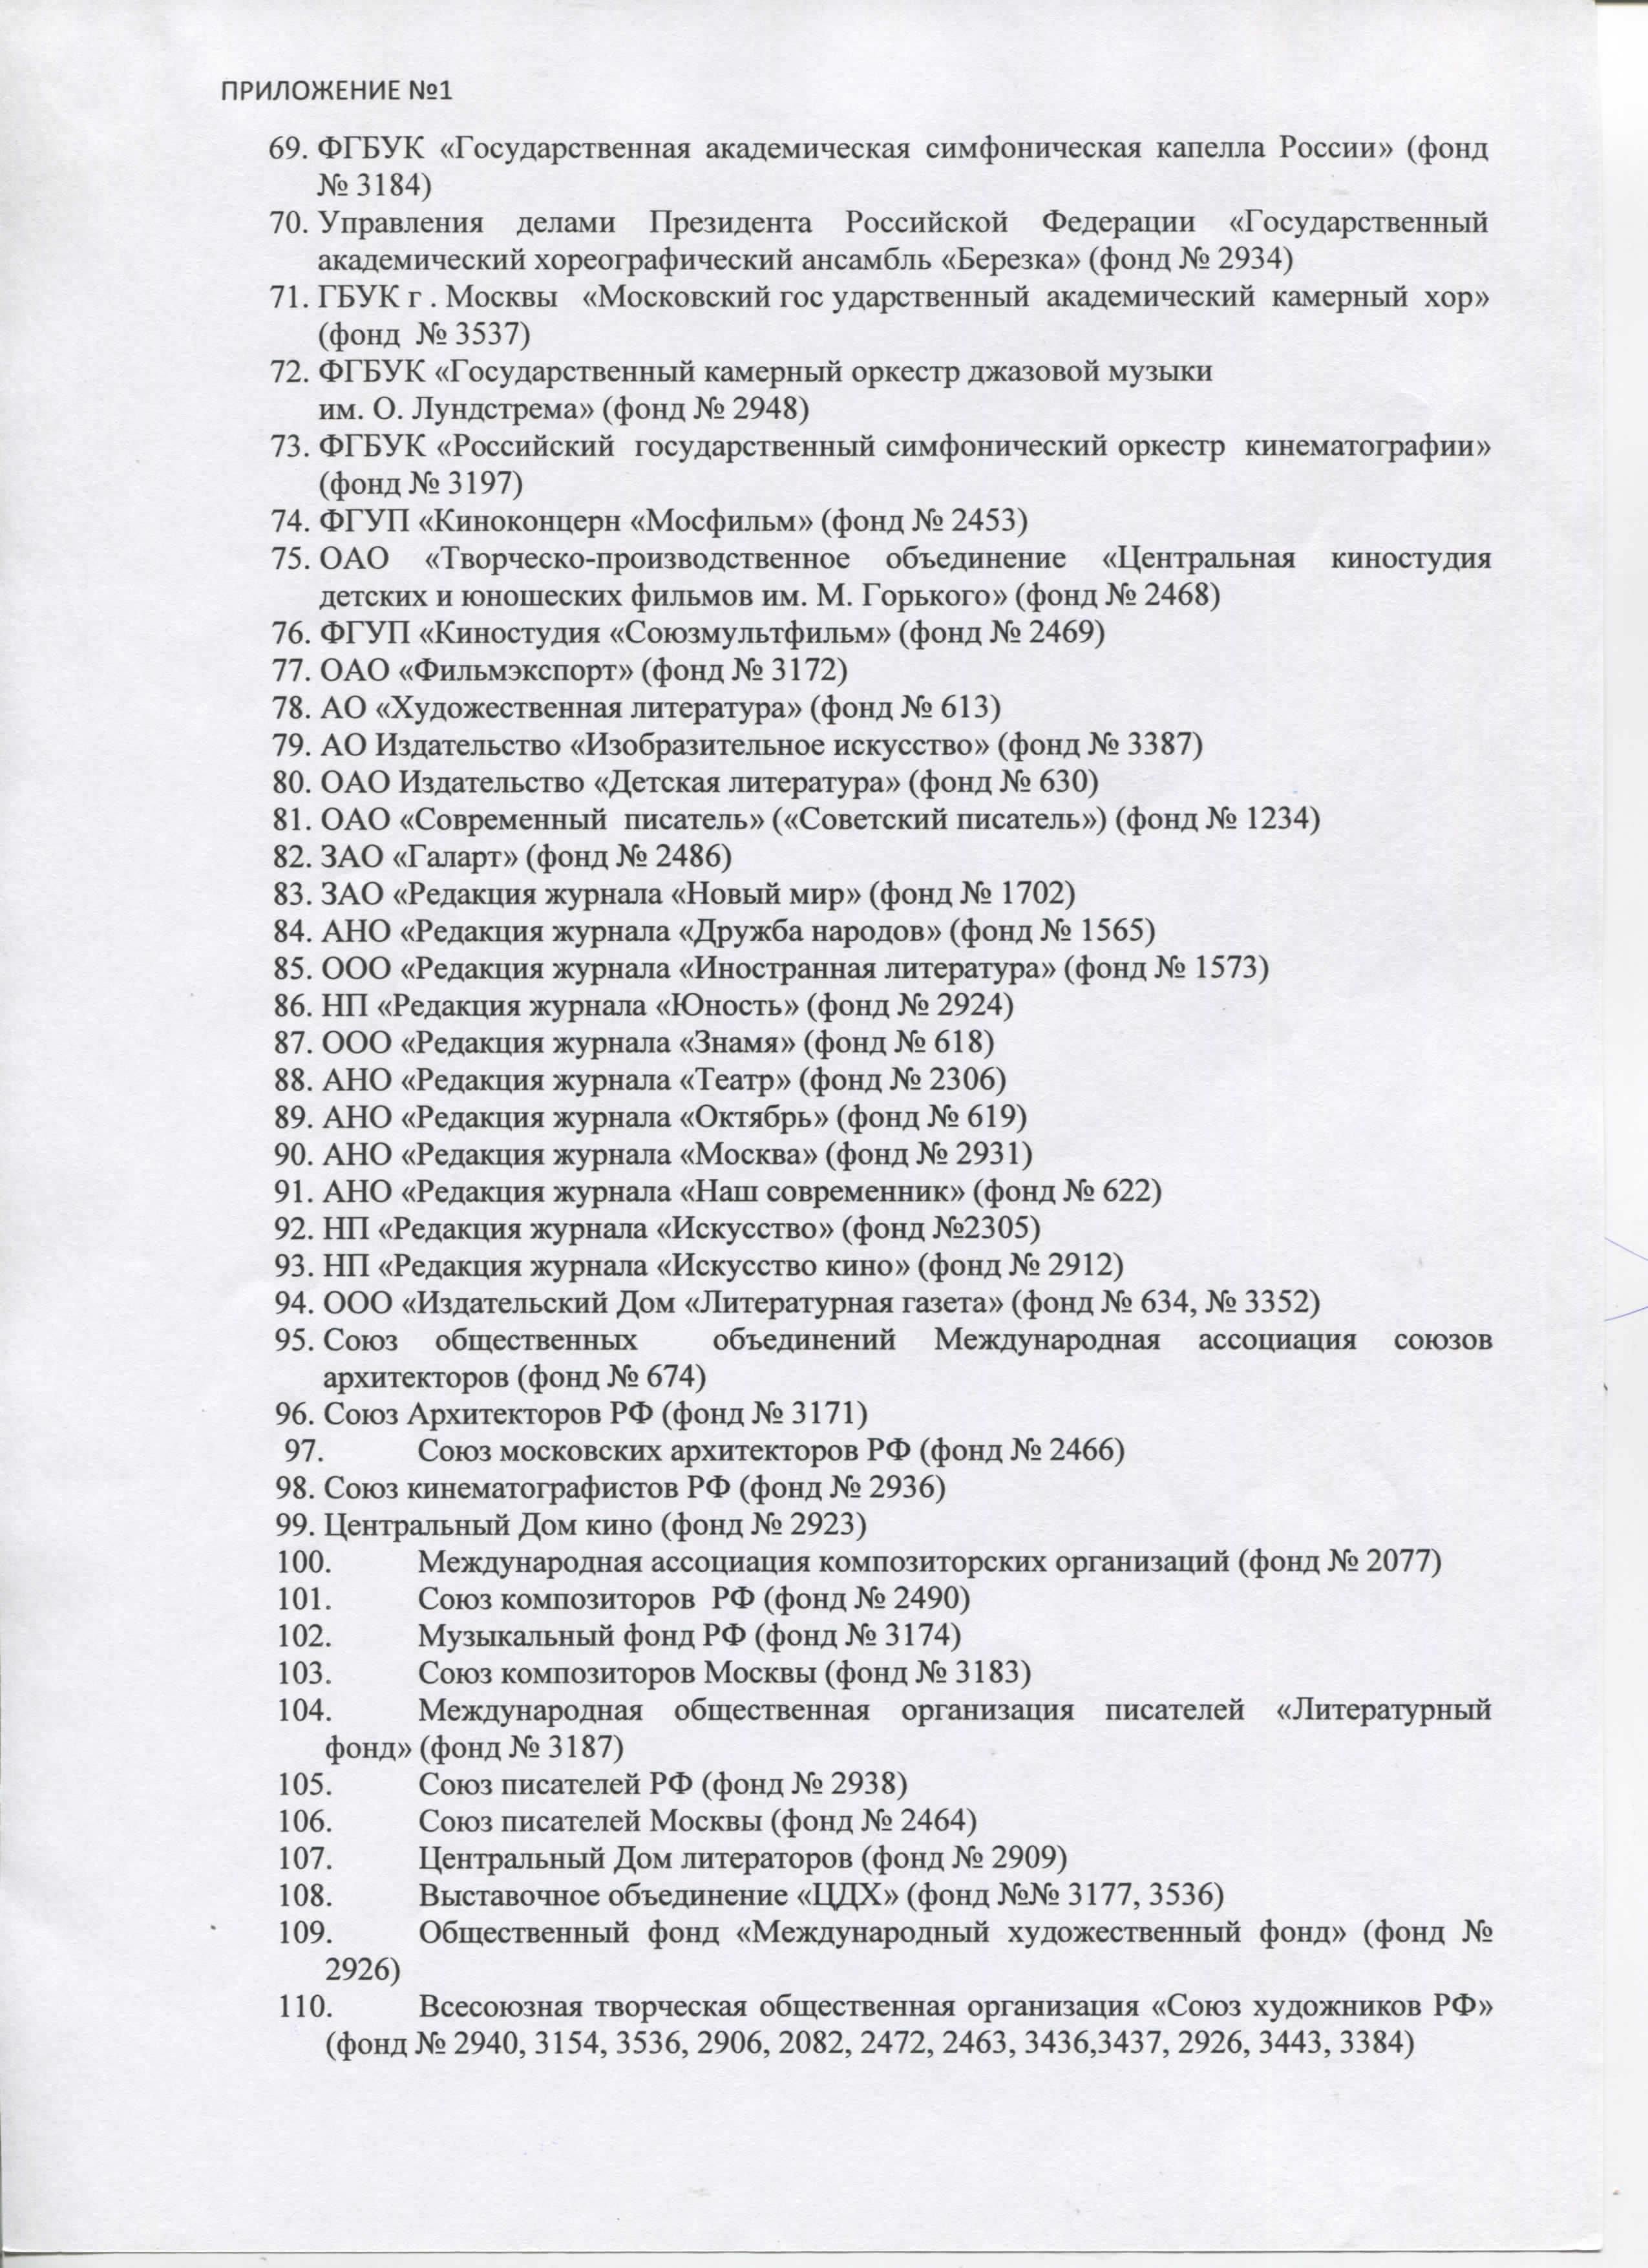 ПРИЛОЖЕНИЕ №1
69. ФГБУК «Государственная академическая симфоническая капелла России» (фонд
№ 3184)
70. Управления делами Президента Российской Федерации «Государственный
академический хореографический ансамбль «Березка» (фонд № 2934)
71. ГБУК г . Москвы «Московский гос ударственный академический камерный хор»
(фонд № 3537)
72. ФГБУК «Государственный камерный оркестр джазовой музыки
им. О. Лундстрема» (фонд № 2948)
73. ФГБУК «Российский государственный симфонический оркестр кинематографии»
(фонд № 3197)
74. ФГУП «Киноконцерн «Мосфильм» (фонд № 2453)
75. ОАО «Творческо-производственное объединение «Центральная киностудия
детских и юношеских фильмов им. М. Горького» (фонд № 2468)
76. ФГУП «Киностудия «Союзмультфильм» (фонд № 2469)
77. ОАО «Фильмэкспорт» (фонд № 3172)
78. АО «Художественная литература» (фонд № 613)
79. АО Издательство «Изобразительное искусство» (фонд № 3387)
80. ОАО Издательство «Детская литература» (фонд № 630)
81. ОАО «Современный писатель» («Советский писатель») (фонд № 1234)
82. ЗАО «Галарт» (фонд № 2486)
83. ЗАО «Редакция журнала «Новый мир» (фонд № 1702)
84. АНО «Редакция журнала «Дружба народов» (фонд № 1565)
85. ООО «Редакция журнала «Иностранная литература» (фонд № 1573)
86. НП «Редакция журнала «Юность» (фонд № 2924)
87. ООО «Редакция журнала «Знамя» (фонд № 618)
88. АНО «Редакция журнала «Театр» (фонд № 2306)
89. АНО «Редакция журнала «Октябрь» (фонд № 619)
90. АНО «Редакция журнала «Москва» (фонд № 2931)
91. АНО «Редакция журнала «Наш современник» (фонд № 622)
92. НП «Редакция журнала «Искусство» (фонд №2305)
93. НП «Редакция журнала «Искусство кино» (фонд № 2912)
94. ООО «Издательский Дом «Литературная газета» (фонд № 634, № 3352)
95. Союз общественных объединений Международная ассоциация союзов
архитекторов (фонд № 674)
96. Союз Архитекторов РФ (фонд № 3171)
97. Союз московских архитекторов РФ (фонд № 2466)
98. Союз кинематографистов РФ (фонд № 2936)
99. Центральный Дом кино (фонд № 2923)
100. Международная ассоциация композиторских организаций (фонд № 2077)
101. Союз композиторов РФ (фонд № 2490)
102. Музыкальный фонд РФ (фонд № 3174)
103. Союз композиторов Москвы (фонд № 3183)
104. Международная общественная организация писателей «Литературный
фонд» (фонд № 3187)
105. Союз писателей РФ (фонд № 2938)
106. Союз писателей Москвы (фонд № 2464)
107. Центральный Дом литераторов (фонд № 2909)
108. Выставочное объединение «ЦДХ» (фонд №№ 3177, 3536)
109. Общественный фонд «Международный художественный фонд» (фонд №
2926)
110. Всесоюзная творческая общественная организация «Союз художников РФ»
(фонд № 2940, 3154, 3536, 2906, 2082, 2472, 2463, 3436,3437, 2926, 3443, 3384)